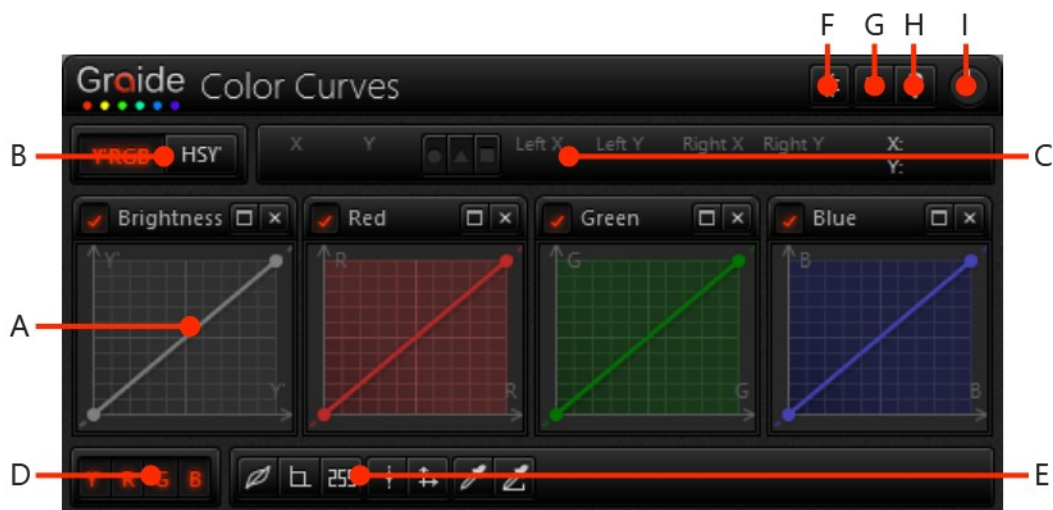 F G H I
Graide Color Curves
B Y'RGB HSY' X Y Left X Left Y Right X Right Y X: C
Y:
Brightness Red Green Blue
Y' R G B
A
Y' R G B
D Y' R G B 255 E